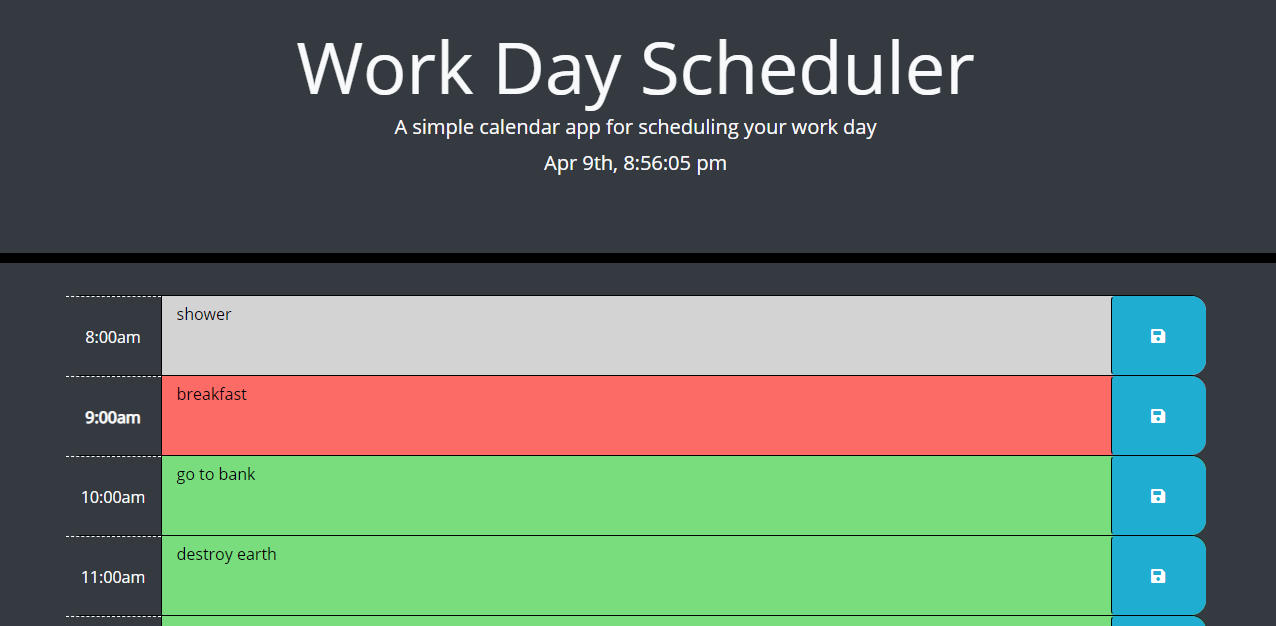 Work Day Scheduler
A simple calendar app for scheduling your work day
Apr 9th, 8:56:05 pm
8:00am shower
9:00am breakfast
10:00am go to bank
11:00am destroy earth